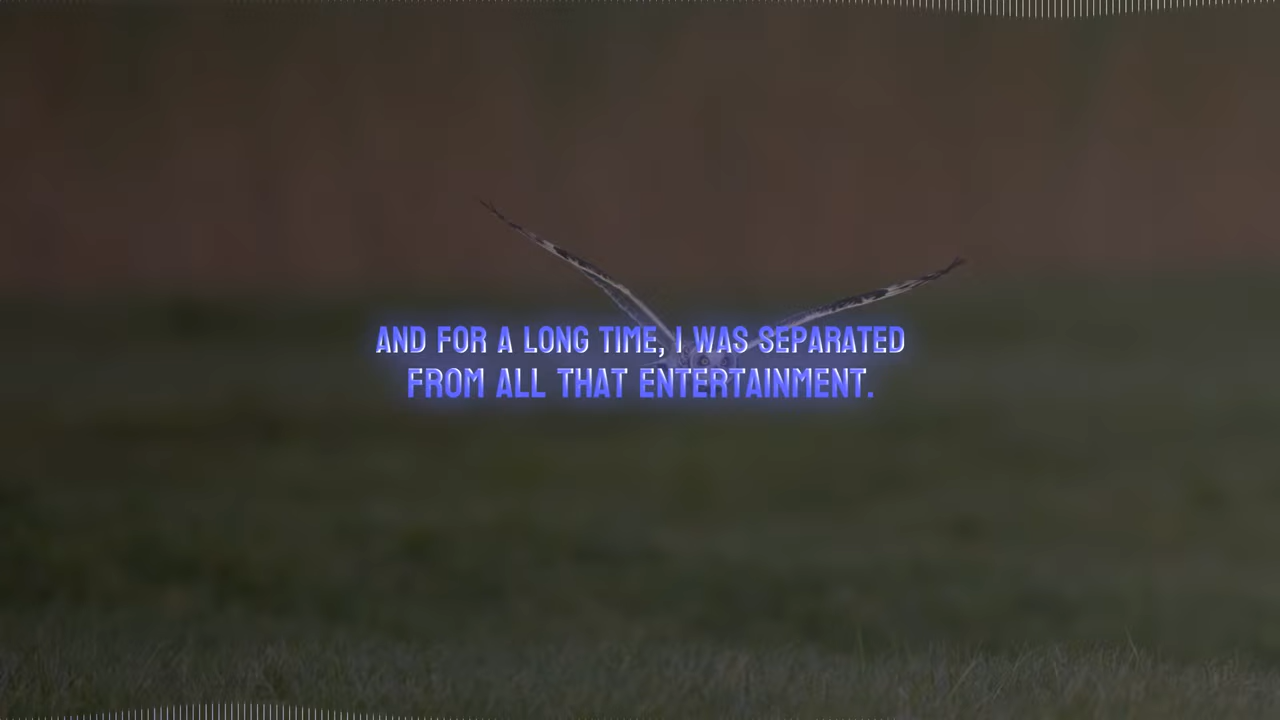 AND FOR A LONG TIME, I WAS SEPARATED
FROM ALL THAT ENTERTAINMENT.